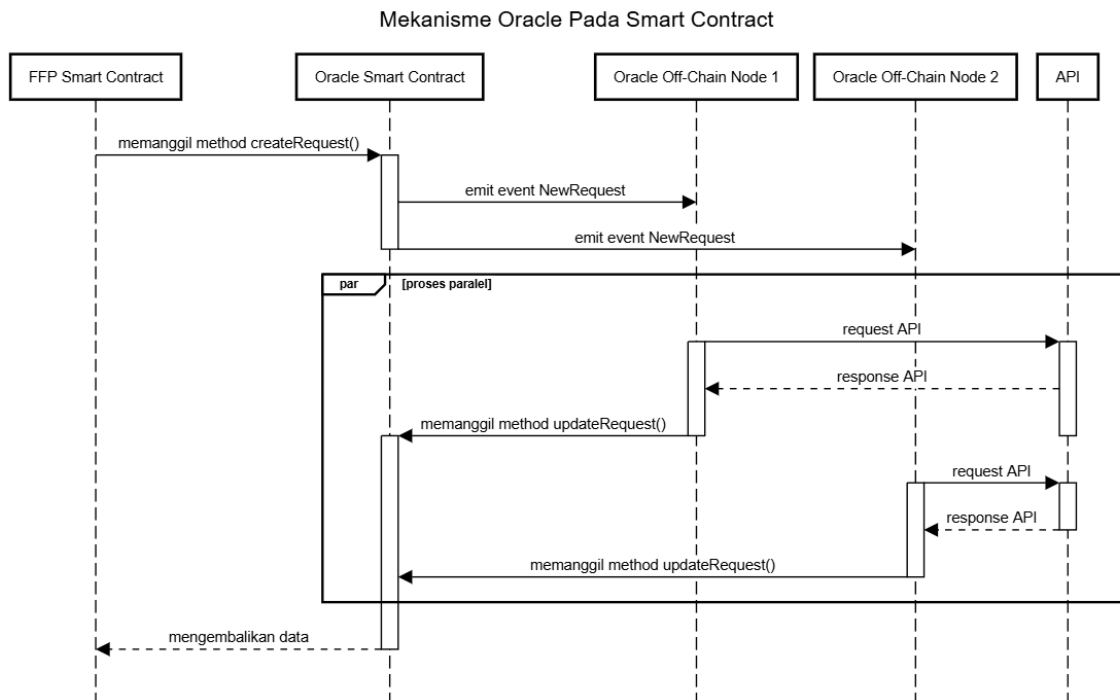 Mekanisme Oracle Pada Smart Contract
FFP Smart Contract
Oracle Smart Contract
Oracle Off-Chain Node 1
Oracle Off-Chain Node 2
API
memanggil method createRequest()
emit event NewRequest
emit event NewRequest
par
[proses paralel]
request API
response API
memanggil method updateRequest()
request API
response API
memanggil method updateRequest()
mengembalikan data